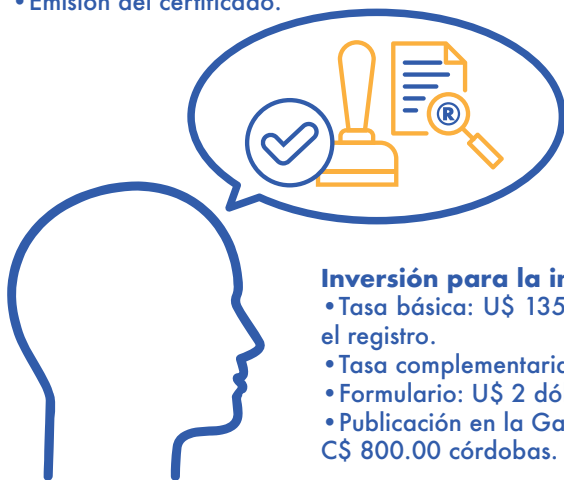 •Emisión del certificado.
®
Inversión para la in
•Tasa básica: U$ 135
el registro.
•Tasa complementaria
•Formulario: U$ 2 dó
•Publicación en la Ga
C$ 800.00 córdobas.